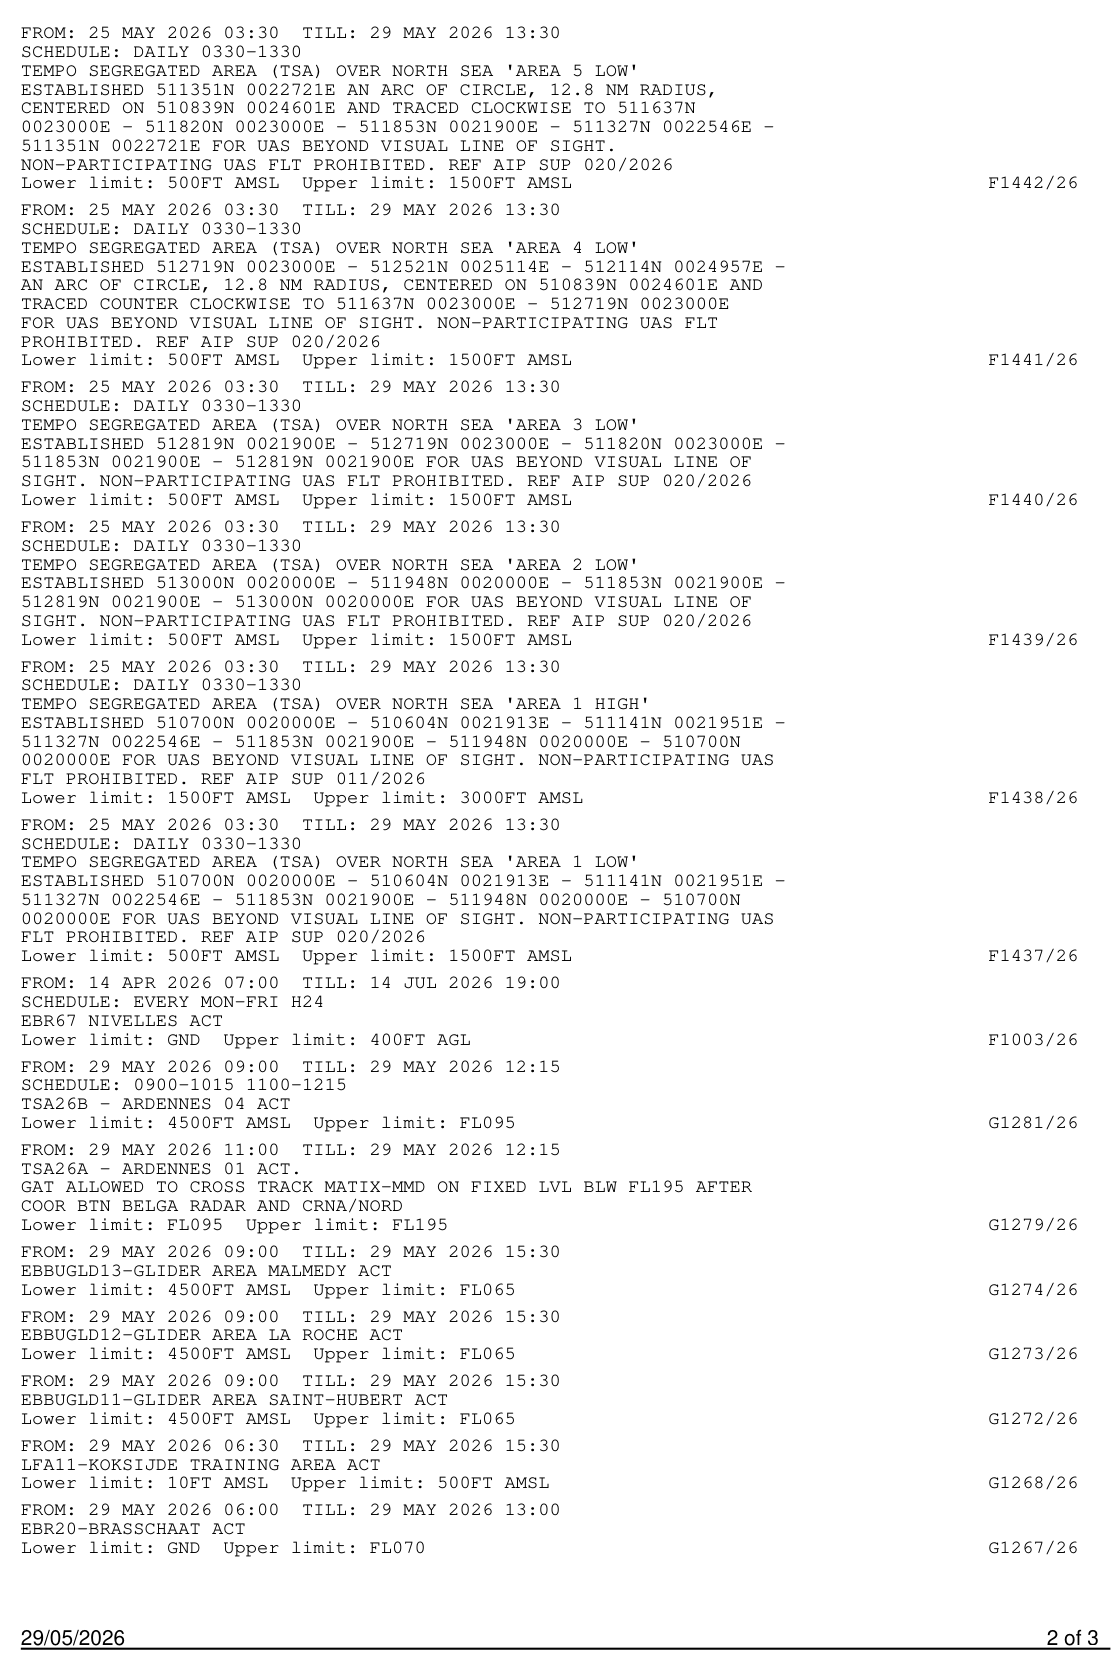 FROM: 25 MAY 2026 03:30  TILL: 29 MAY 2026 13:30
SCHEDULE: DAILY 0330-1330
TEMPO SEGREGATED AREA (TSA) OVER NORTH SEA 'AREA 5 LOW'
ESTABLISHED 511351N 0022721E AN ARC OF CIRCLE, 12.8 NM RADIUS,
CENTERED ON 510839N 0024601E AND TRACED CLOCKWISE TO 511637N
0023000E - 511820N 0023000E - 511853N 0021900E - 511327N 0022546E -
511351N 0022721E FOR UAS BEYOND VISUAL LINE OF SIGHT.
NON-PARTICIPATING UAS FLT PROHIBITED. REF AIP SUP 020/2026
Lower limit: 500FT AMSL  Upper limit: 1500FT AMSL F1442/26
FROM: 25 MAY 2026 03:30  TILL: 29 MAY 2026 13:30
SCHEDULE: DAILY 0330-1330
TEMPO SEGREGATED AREA (TSA) OVER NORTH SEA 'AREA 4 LOW'
ESTABLISHED 512719N 0023000E - 512521N 0025114E - 512114N 0024957E -
AN ARC OF CIRCLE, 12.8 NM RADIUS, CENTERED ON 510839N 0024601E AND
TRACED COUNTER CLOCKWISE TO 511637N 0023000E - 512719N 0023000E
FOR UAS BEYOND VISUAL LINE OF SIGHT. NON-PARTICIPATING UAS FLT
PROHIBITED. REF AIP SUP 020/2026
Lower limit: 500FT AMSL  Upper limit: 1500FT AMSL F1441/26
FROM: 25 MAY 2026 03:30  TILL: 29 MAY 2026 13:30
SCHEDULE: DAILY 0330-1330
TEMPO SEGREGATED AREA (TSA) OVER NORTH SEA 'AREA 3 LOW'
ESTABLISHED 512819N 0021900E - 512719N 0023000E - 511820N 0023000E -
511853N 0021900E - 512819N 0021900E FOR UAS BEYOND VISUAL LINE OF
SIGHT. NON-PARTICIPATING UAS FLT PROHIBITED. REF AIP SUP 020/2026
Lower limit: 500FT AMSL  Upper limit: 1500FT AMSL F1440/26
FROM: 25 MAY 2026 03:30  TILL: 29 MAY 2026 13:30
SCHEDULE: DAILY 0330-1330
TEMPO SEGREGATED AREA (TSA) OVER NORTH SEA 'AREA 2 LOW'
ESTABLISHED 513000N 0020000E - 511948N 0020000E - 511853N 0021900E -
512819N 0021900E - 513000N 0020000E FOR UAS BEYOND VISUAL LINE OF
SIGHT. NON-PARTICIPATING UAS FLT PROHIBITED. REF AIP SUP 020/2026
Lower limit: 500FT AMSL  Upper limit: 1500FT AMSL F1439/26
FROM: 25 MAY 2026 03:30  TILL: 29 MAY 2026 13:30
SCHEDULE: DAILY 0330-1330
TEMPO SEGREGATED AREA (TSA) OVER NORTH SEA 'AREA 1 HIGH'
ESTABLISHED 510700N 0020000E - 510604N 0021913E - 511141N 0021951E -
511327N 0022546E - 511853N 0021900E - 511948N 0020000E - 510700N
0020000E FOR UAS BEYOND VISUAL LINE OF SIGHT. NON-PARTICIPATING UAS
FLT PROHIBITED. REF AIP SUP 011/2026
Lower limit: 1500FT AMSL  Upper limit: 3000FT AMSL F1438/26
FROM: 25 MAY 2026 03:30  TILL: 29 MAY 2026 13:30
SCHEDULE: DAILY 0330-1330
TEMPO SEGREGATED AREA (TSA) OVER NORTH SEA 'AREA 1 LOW'
ESTABLISHED 510700N 0020000E - 510604N 0021913E - 511141N 0021951E -
511327N 0022546E - 511853N 0021900E - 511948N 0020000E - 510700N
0020000E FOR UAS BEYOND VISUAL LINE OF SIGHT. NON-PARTICIPATING UAS
FLT PROHIBITED. REF AIP SUP 020/2026
Lower limit: 500FT AMSL  Upper limit: 1500FT AMSL F1437/26
FROM: 14 APR 2026 07:00  TILL: 14 JUL 2026 19:00
SCHEDULE: EVERY MON-FRI H24
EBR67 NIVELLES ACT
Lower limit: GND  Upper limit: 400FT AGL F1003/26
FROM: 29 MAY 2026 09:00  TILL: 29 MAY 2026 12:15
SCHEDULE: 0900-1015 1100-1215
TSA26B - ARDENNES 04 ACT
Lower limit: 4500FT AMSL  Upper limit: FL095 G1281/26
FROM: 29 MAY 2026 11:00  TILL: 29 MAY 2026 12:15
TSA26A - ARDENNES 01 ACT.
GAT ALLOWED TO CROSS TRACK MATIX-MMD ON FIXED LVL BLW FL195 AFTER
COOR BTN BELGA RADAR AND CRNA/NORD
Lower limit: FL095  Upper limit: FL195 G1279/26
FROM: 29 MAY 2026 09:00  TILL: 29 MAY 2026 15:30
EBBUGLD13-GLIDER AREA MALMEDY ACT
Lower limit: 4500FT AMSL  Upper limit: FL065 G1274/26
FROM: 29 MAY 2026 09:00  TILL: 29 MAY 2026 15:30
EBBUGLD12-GLIDER AREA LA ROCHE ACT
Lower limit: 4500FT AMSL  Upper limit: FL065 G1273/26
FROM: 29 MAY 2026 09:00  TILL: 29 MAY 2026 15:30
EBBUGLD11-GLIDER AREA SAINT-HUBERT ACT
Lower limit: 4500FT AMSL  Upper limit: FL065 G1272/26
FROM: 29 MAY 2026 06:30  TILL: 29 MAY 2026 15:30
LFA11-KOKSIJDE TRAINING AREA ACT
Lower limit: 10FT AMSL  Upper limit: 500FT AMSL G1268/26
FROM: 29 MAY 2026 06:00  TILL: 29 MAY 2026 13:00
EBR20-BRASSCHAAT ACT
Lower limit: GND  Upper limit: FL070 G1267/26
29/05/2026 2 of 3